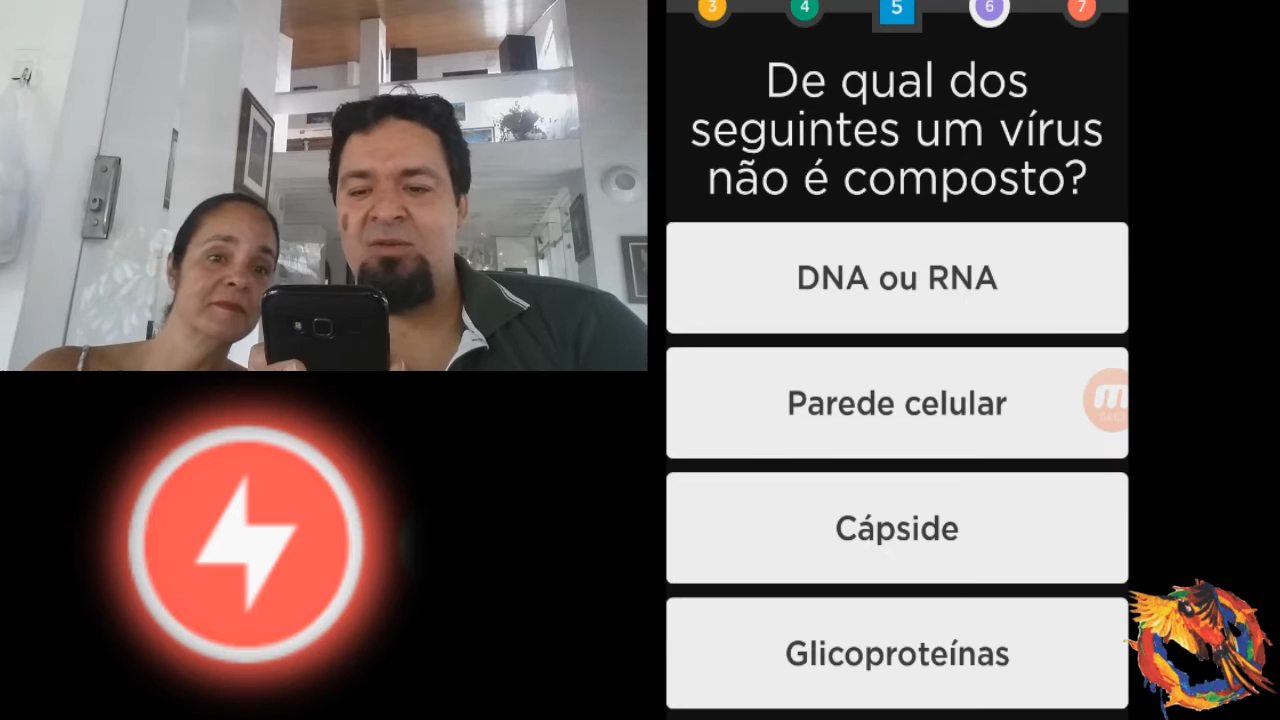 3
4
5
6
7
De qual dos
seguintes um vírus
não é composto?
DNA ou RNA
Parede celular
Cápside
Glicoproteínas